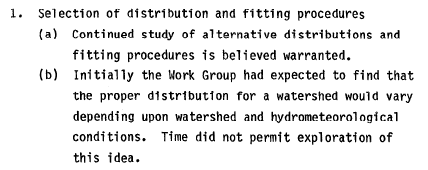 1. Selection of distribution and fitting procedures
(a) Continued study of alternative distributions and
fitting procedures is believed warranted.
(b) Initially the Work Group had expected to find that
the proper distribution for a watershed would vary
depending upon watershed and hydrometeorological
conditions. Time did not permit exploration of
this idea.